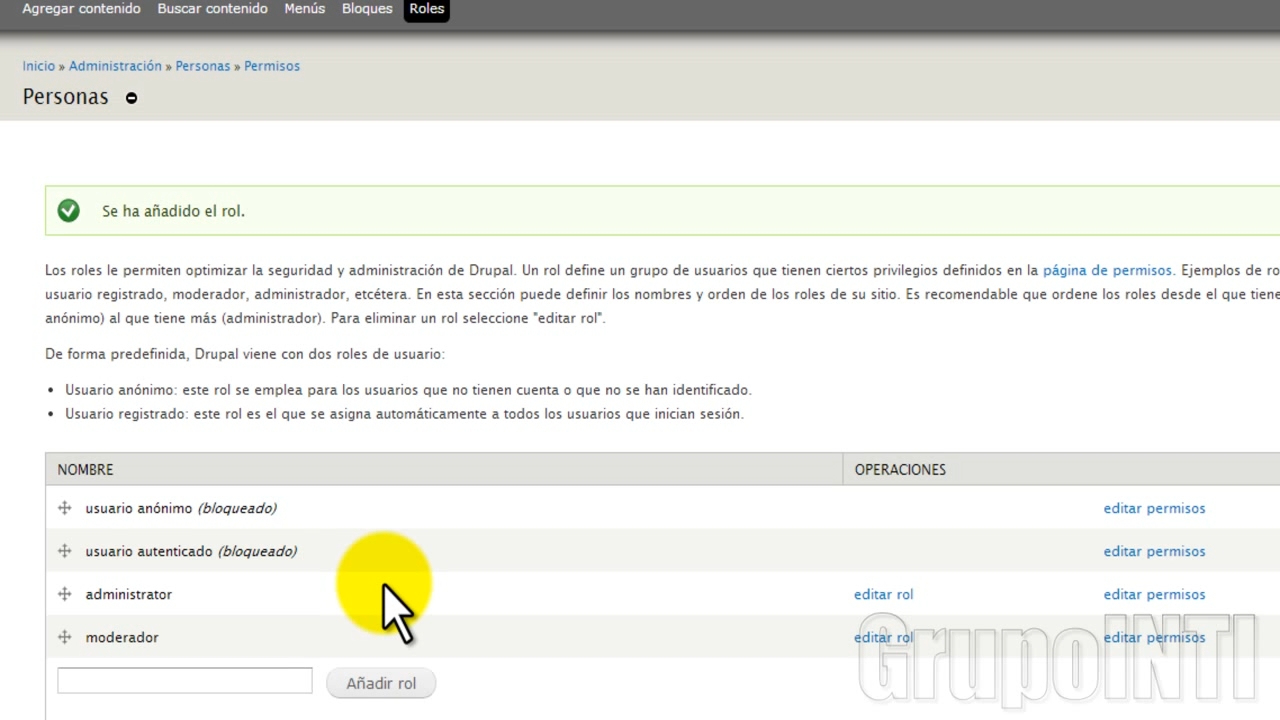 Agregar contenido Buscar contenido Menús Bloques Roles
Inicio » Administración » Personas » Permisos
Personas
Se ha añadido el rol.
Los roles le permiten optimizar la seguridad y administración de Drupal. Un rol define un grupo de usuarios que tienen ciertos privilegios definidos en la página de permisos. Ejemplos de ro
usuario registrado, moderador, administrador, etcétera. En esta sección puede definir los nombres y orden de los roles de su sitio. Es recomendable que ordene los roles desde el que tiene
anónimo) al que tiene más (administrador). Para eliminar un rol seleccione "editar rol".
De forma predefinida, Drupal viene con dos roles de usuario:
• Usuario anónimo: este rol se emplea para los usuarios que no tienen cuenta o que no se han identificado.
• Usuario registrado: este rol es el que se asigna automáticamente a todos los usuarios que inician sesión.
NOMBRE OPERACIONES
usuario anónimo (bloqueado) editar permisos
usuario autenticado (bloqueado) editar permisos
administrator editar rol editar permisos
moderador editar rol editar permisos
Añadir rol
GrupoINTI